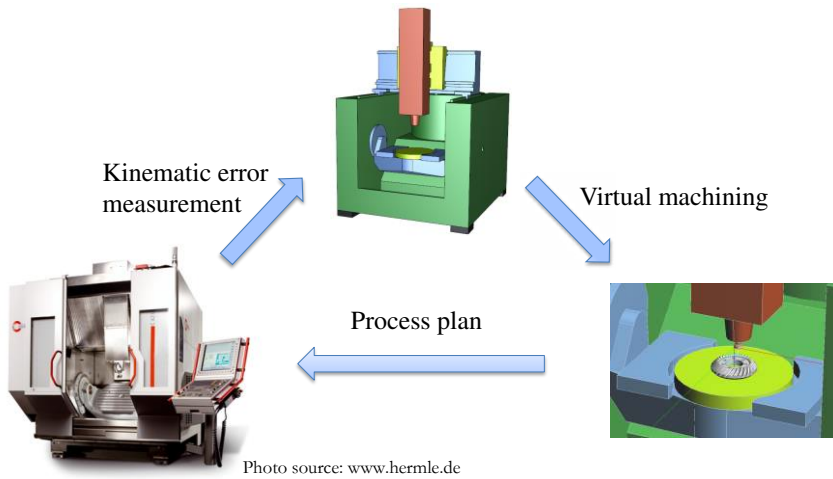 Kinematic error
measurement
Virtual machining
Process plan
Photo source: www.hermle.de